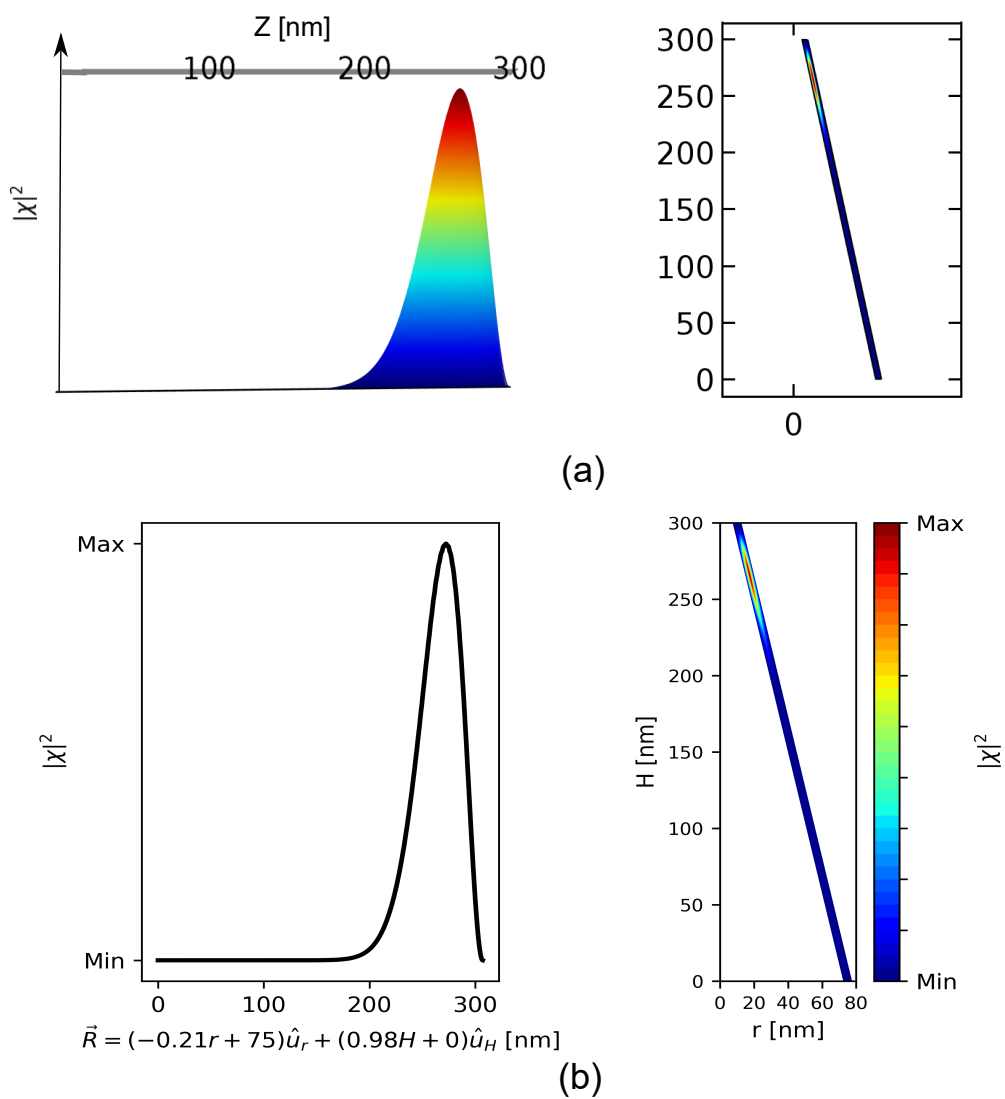 Z [nm]
100 200 300
|χ|²
300
250
200
150
100
50
0
0
(a)
Max
Min
|χ|²
0 100 200 300
R⃗ = (−0.21r + 75)û_r + (0.98H + 0)û_H [nm]
300
250
200
150
100
50
0
H [nm]
0 20 40 60 80
r [nm]
Max
Min
|χ|²
(b)